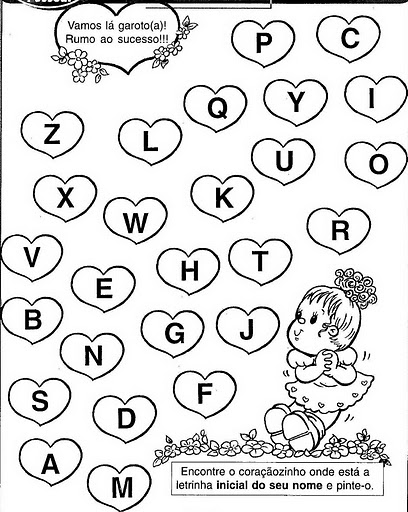 Vamos lá garoto(a)!
Rumo ao sucesso!!!
P C
Q Y I
Z L U O
X W K R
V E H T
B N G J
S D F
A M
Encontre o coraçãozinho onde está a
letrinha inicial do seu nome e pinte-o.